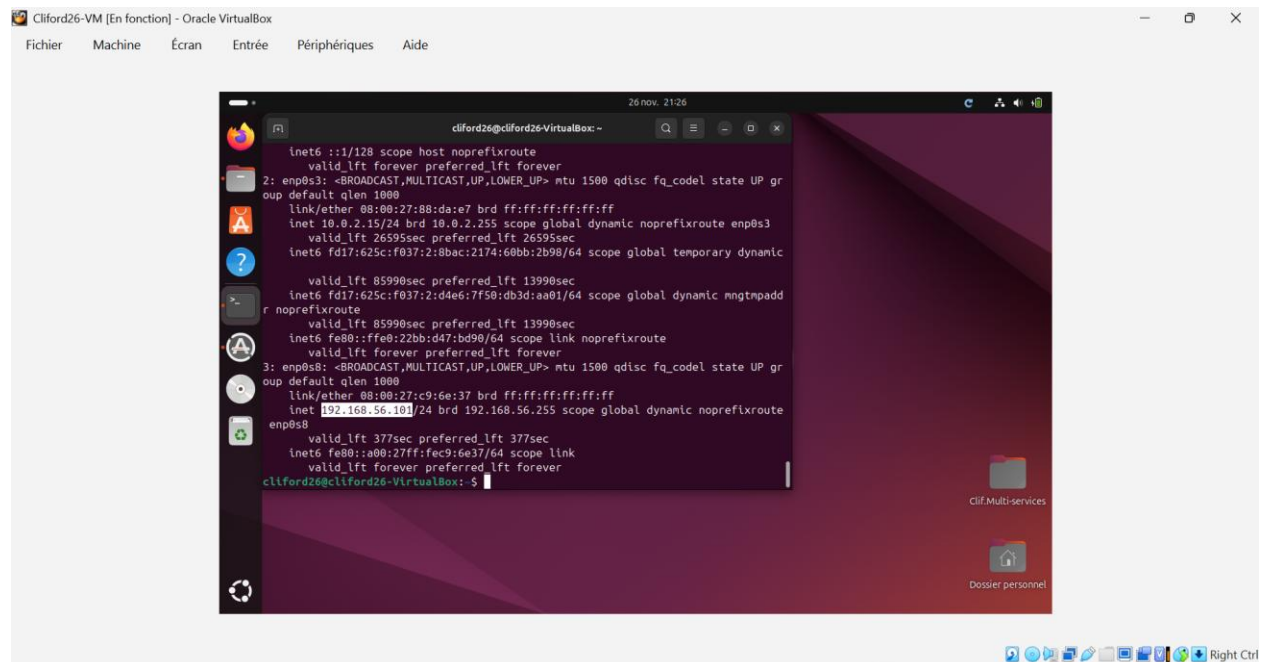 Cliford26-VM [En fonction] - Oracle VirtualBox
Fichier Machine Écran Entrée Périphériques Aide
26 nov. 21:26
cliford26@cliford26-VirtualBox: ~
inet6 ::1/128 scope host noprefixroute
valid_lft forever preferred_lft forever
2: enp0s3: <BROADCAST,MULTICAST,UP,LOWER_UP> mtu 1500 qdisc fq_codel state UP gr
oup default qlen 1000
link/ether 08:00:27:88:da:e7 brd ff:ff:ff:ff:ff:ff
inet 10.0.2.15/24 brd 10.0.2.255 scope global dynamic noprefixroute enp0s3
valid_lft 26595sec preferred_lft 26595sec
inet6 fd17:625c:f037:2:8bac:2174:60bb:2b98/64 scope global temporary dynamic
valid_lft 85990sec preferred_lft 13990sec
inet6 fd17:625c:f037:2:d4e6:7f50:db3d:aa01/64 scope global dynamic mngtmpadd
r noprefixroute
valid_lft 85990sec preferred_lft 13990sec
inet6 fe80::ffe0:22bb:d47:bd90/64 scope link noprefixroute
valid_lft forever preferred_lft forever
3: enp0s8: <BROADCAST,MULTICAST,UP,LOWER_UP> mtu 1500 qdisc fq_codel state UP gr
oup default qlen 1000
link/ether 08:00:27:c9:6e:37 brd ff:ff:ff:ff:ff:ff
inet 192.168.56.101/24 brd 192.168.56.255 scope global dynamic noprefixroute
enp0s8
valid_lft 377sec preferred_lft 377sec
inet6 fe80::a00:27ff:fec9:6e37/64 scope link
valid_lft forever preferred_lft forever
cliford26@cliford26-VirtualBox:~$
Clif.Multi-services
Dossier personnel
Right Ctrl